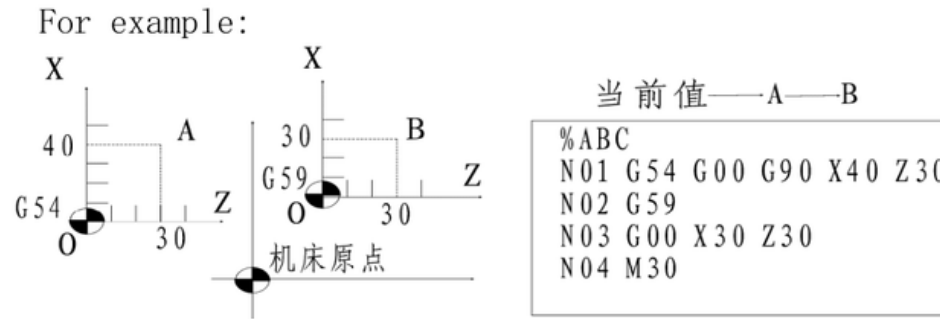 For example:
X
40
A
G54
O
30
Z
X
30
B
G59
O
30
Z
机床原点
当前值——A——B
%ABC
N01 G54 G00 G90 X40 Z30
N02 G59
N03 G00 X30 Z30
N04 M30